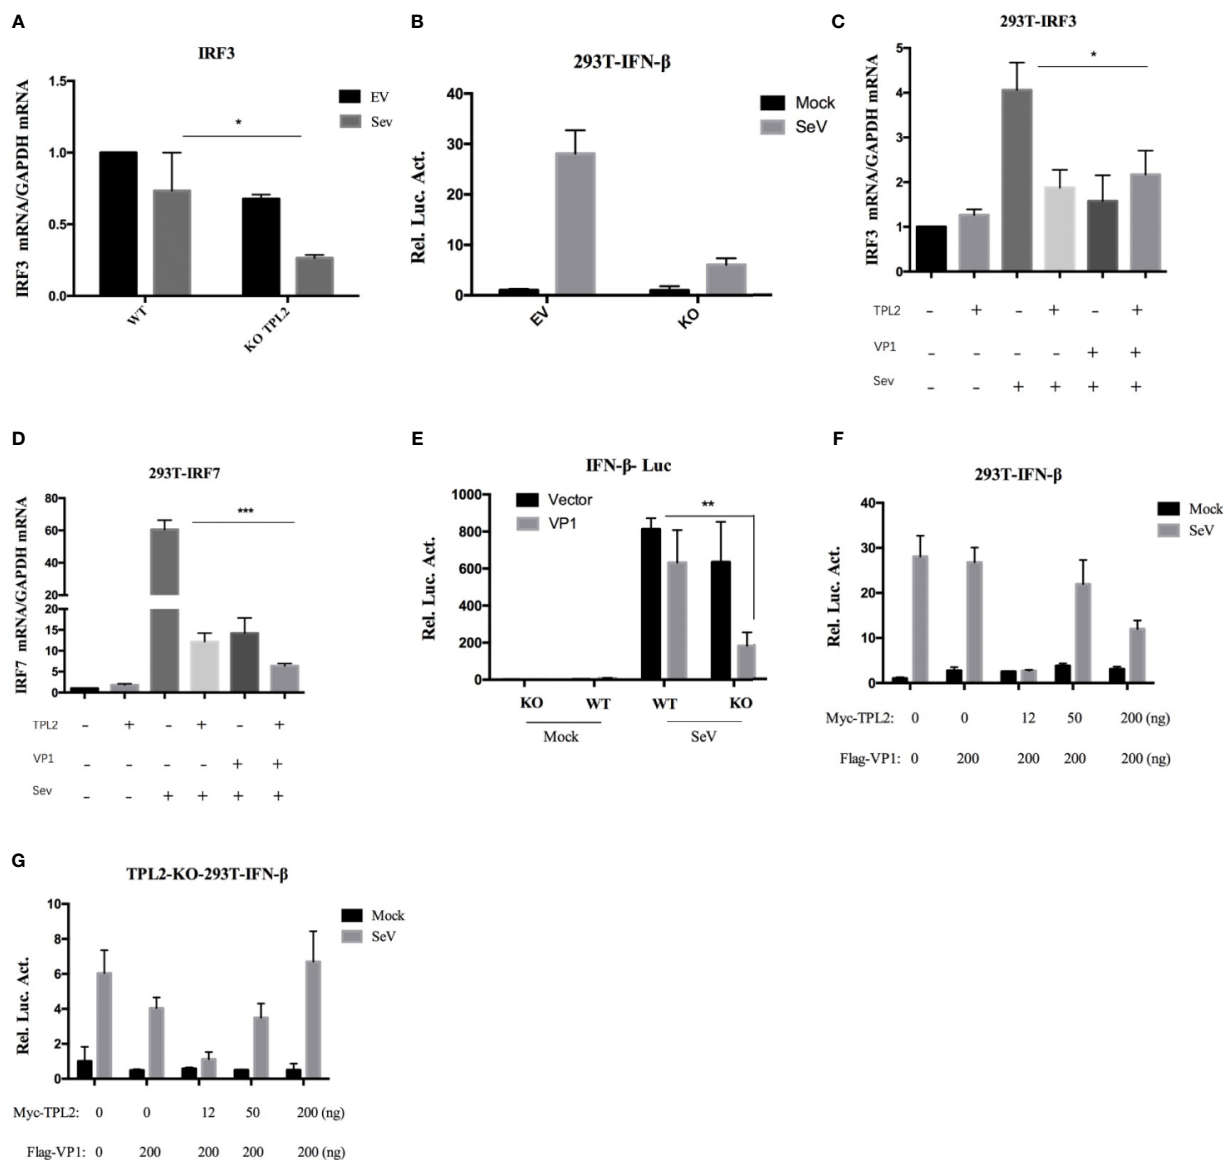 A
IRF3
IRF3 mRNA/GAPDH mRNA
1.5
1.0
0.5
0.0
*
EV
Sev
WT
KO TPL2
B
293T-IFN-β
Rel. Luc. Act.
40
30
20
10
0
Mock
SeV
EV
KO
C
293T-IRF3
IRF3 mRNA/GAPDH mRNA
5
4
3
2
1
0
*
TPL2 - + - + - +
VP1 - - - - + +
Sev - - + + + +
D
293T-IRF7
IRF7 mRNA/GAPDH mRNA
80
60
40
20
20
15
10
5
0
***
TPL2 - + - + - +
VP1 - - - - + +
Sev - - + + + +
E
IFN-β- Luc
Rel. Luc. Act.
1000
800
600
400
200
0
Vector
VP1
**
KO WT WT KO
Mock SeV
F
293T-IFN-β
Rel. Luc. Act.
40
30
20
10
0
Mock
SeV
Myc-TPL2: 0 0 12 50 200 (ng)
Flag-VP1: 0 200 200 200 200 (ng)
G
TPL2-KO-293T-IFN-β
Rel. Luc. Act.
10
8
6
4
2
0
Mock
SeV
Myc-TPL2: 0 0 12 50 200 (ng)
Flag-VP1: 0 200 200 200 200 (ng)